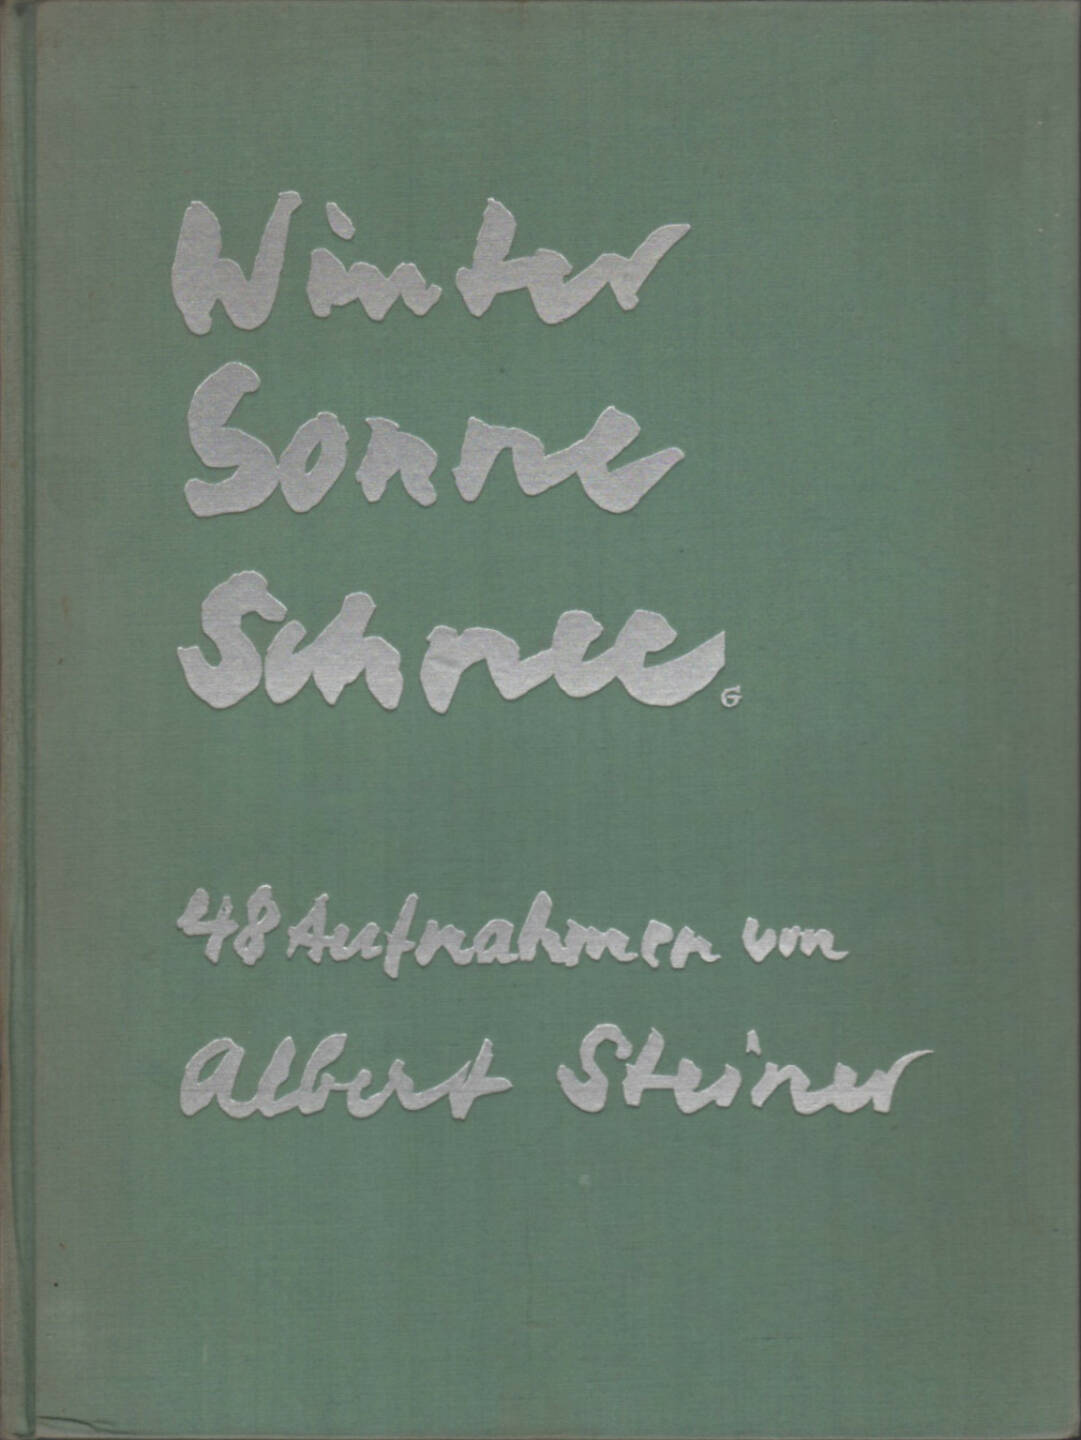 Winter
Sonne
Schnee
G
48 Aufnahmen von
Albert Steiner